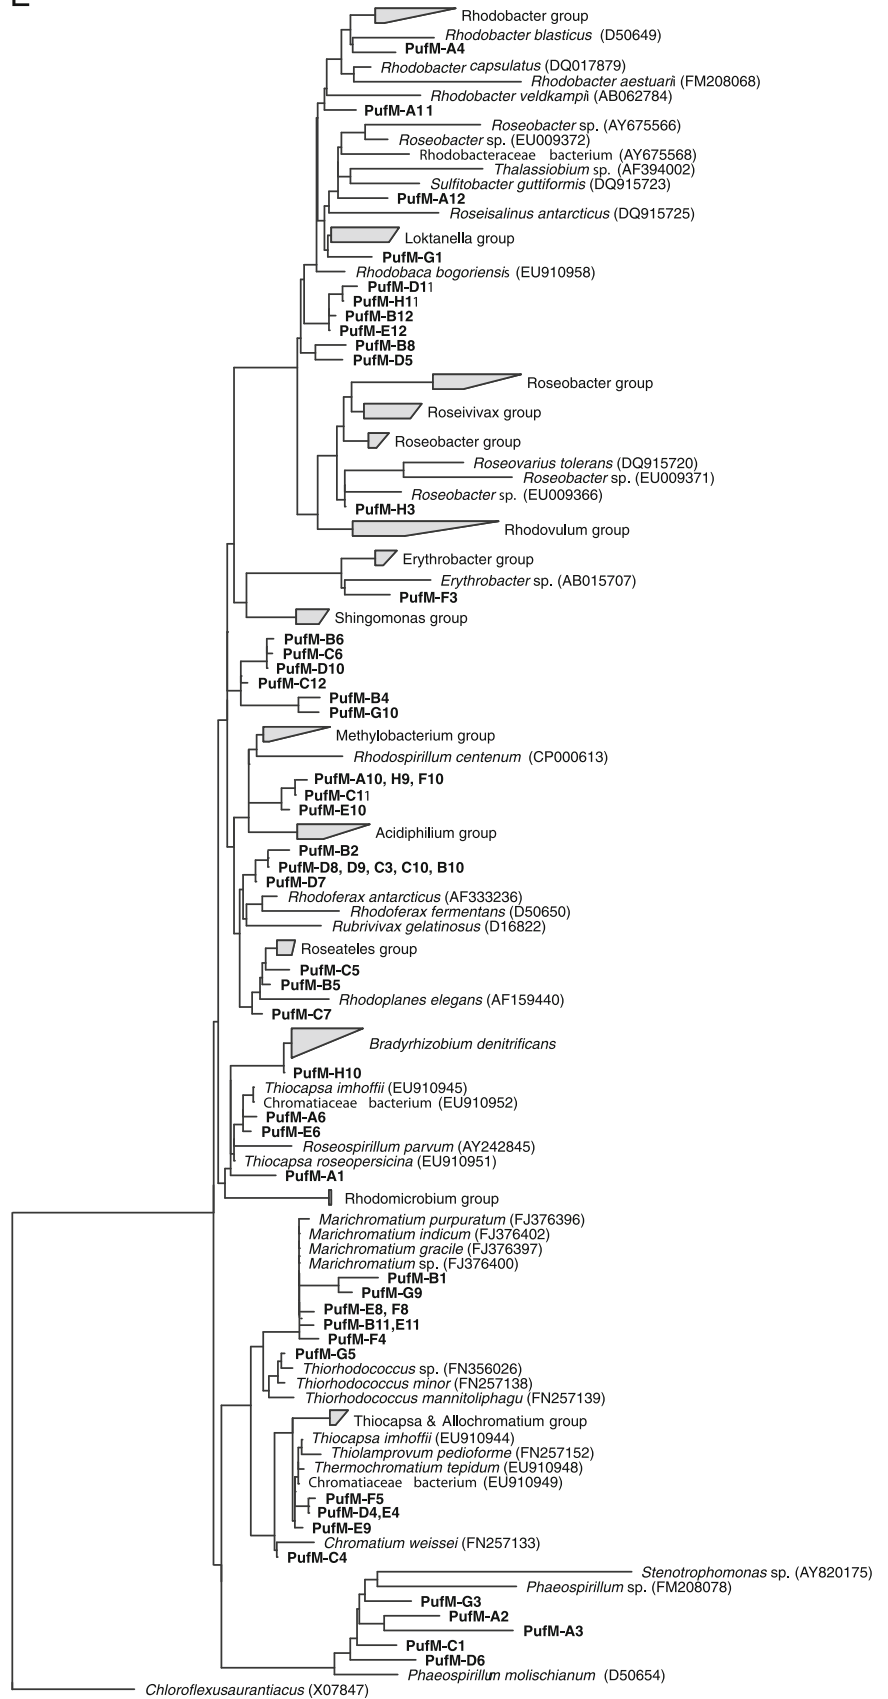 E
Rhodobacter group
Rhodobacter blasticus (D50649)
PufM-A4
Rhodobacter capsulatus (DQ017879)
Rhodobacter aestuarii (FM208068)
Rhodobacter veldkampii (AB062784)
PufM-A11
Roseobacter sp. (AY675566)
Roseobacter sp. (EU009372)
Rhodobacteraceae bacterium (AY675568)
Thalassiobium sp. (AF394002)
Sulfitobacter guttiformis (DQ915723)
PufM-A12
Roseisalinus antarcticus (DQ915725)
Loktanella group
PufM-G1
Rhodobaca bogoriensis (EU910958)
PufM-D11
PufM-H11
PufM-B12
PufM-E12
PufM-B8
PufM-D5
Roseobacter group
Roseivivax group
Roseobacter group
Roseovarius tolerans (DQ915720)
Roseobacter sp. (EU009371)
Roseobacter sp. (EU009366)
PufM-H3
Rhodovulum group
Erythrobacter group
Erythrobacter sp. (AB015707)
PufM-F3
Shingomonas group
PufM-B6
PufM-C6
PufM-D10
PufM-C12
PufM-B4
PufM-G10
Methylobacterium group
Rhodospirillum centenum (CP000613)
PufM-A10, H9, F10
PufM-C11
PufM-E10
Acidiphilium group
PufM-B2
PufM-D8, D9, C3, C10, B10
PufM-D7
Rhodoferax antarcticus (AF333236)
Rhodoferax fermentans (D50650)
Rubrivivax gelatinosus (D16822)
Roseateles group
PufM-C5
PufM-B5
Rhodoplanes elegans (AF159440)
PufM-C7
Bradyrhizobium denitrificans
PufM-H10
Thiocapsa imhoffii (EU910945)
Chromatiaceae bacterium (EU910952)
PufM-A6
PufM-E6
Roseospirillum parvum (AY242845)
Thiocapsa roseopersicina (EU910951)
PufM-A1
Rhodomicrobium group
Marichromatium purpuratum (FJ376396)
Marichromatium indicum (FJ376402)
Marichromatium gracile (FJ376397)
Marichromatium sp. (FJ376400)
PufM-B1
PufM-G9
PufM-E8, F8
PufM-B11,E11
PufM-F4
PufM-G5
Thiorhodococcus sp. (FN356026)
Thiorhodococcus minor (FN257138)
Thiorhodococcus mannitoliphagu (FN257139)
Thiocapsa & Allochromatium group
Thiocapsa imhoffii (EU910944)
Thiolamprovum pedioforme (FN257152)
Thermochromatium tepidum (EU910948)
Chromatiaceae bacterium (EU910949)
PufM-F5
PufM-D4,E4
PufM-E9
Chromatium weissei (FN257133)
PufM-C4
Stenotrophomonas sp. (AY820175)
Phaeospirillum sp. (FM208078)
PufM-G3
PufM-A2
PufM-A3
PufM-C1
PufM-D6
Phaeospirillum molischianum (D50654)
Chloroflexusaurantiacus (X07847)